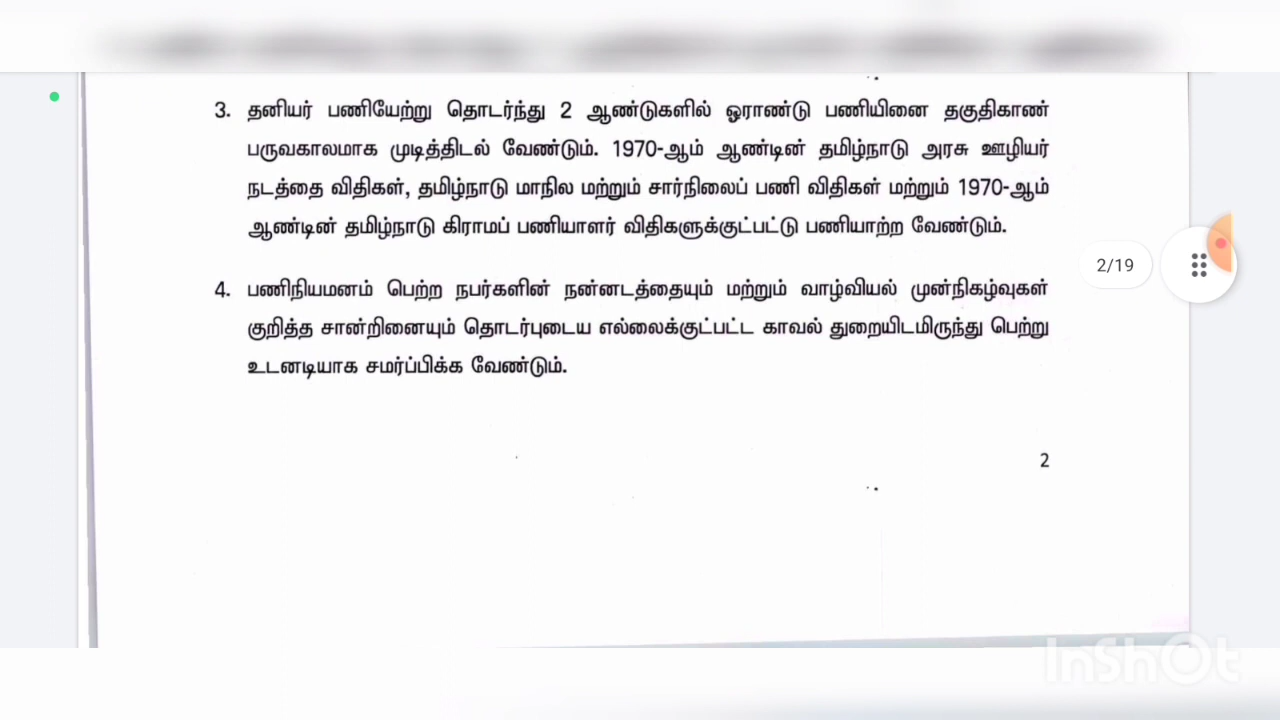 3. தனியர் பணியேற்று தொடர்ந்து 2 ஆண்டுகளில் ஓராண்டு பணியினை தகுதிகாண்
பருவகாலமாக முடித்திடல் வேண்டும். 1970-ஆம் ஆண்டின் தமிழ்நாடு அரசு ஊழியர்
நடத்தை விதிகள், தமிழ்நாடு மாநில மற்றும் சார்நிலைப் பணி விதிகள் மற்றும் 1970-ஆம்
ஆண்டின் தமிழ்நாடு கிராமப் பணியாளர் விதிகளுக்குட்பட்டு பணியாற்ற வேண்டும்.
2/19
4. பணிநியமனம் பெற்ற நபர்களின் நன்னடத்தையும் மற்றும் வாழ்வியல் முன்நிகழ்வுகள்
குறித்த சான்றினையும் தொடர்புடைய எல்லைக்குட்பட்ட காவல் துறையிடமிருந்து பெற்று
உடனடியாக சமர்ப்பிக்க வேண்டும்.
2
InShOt